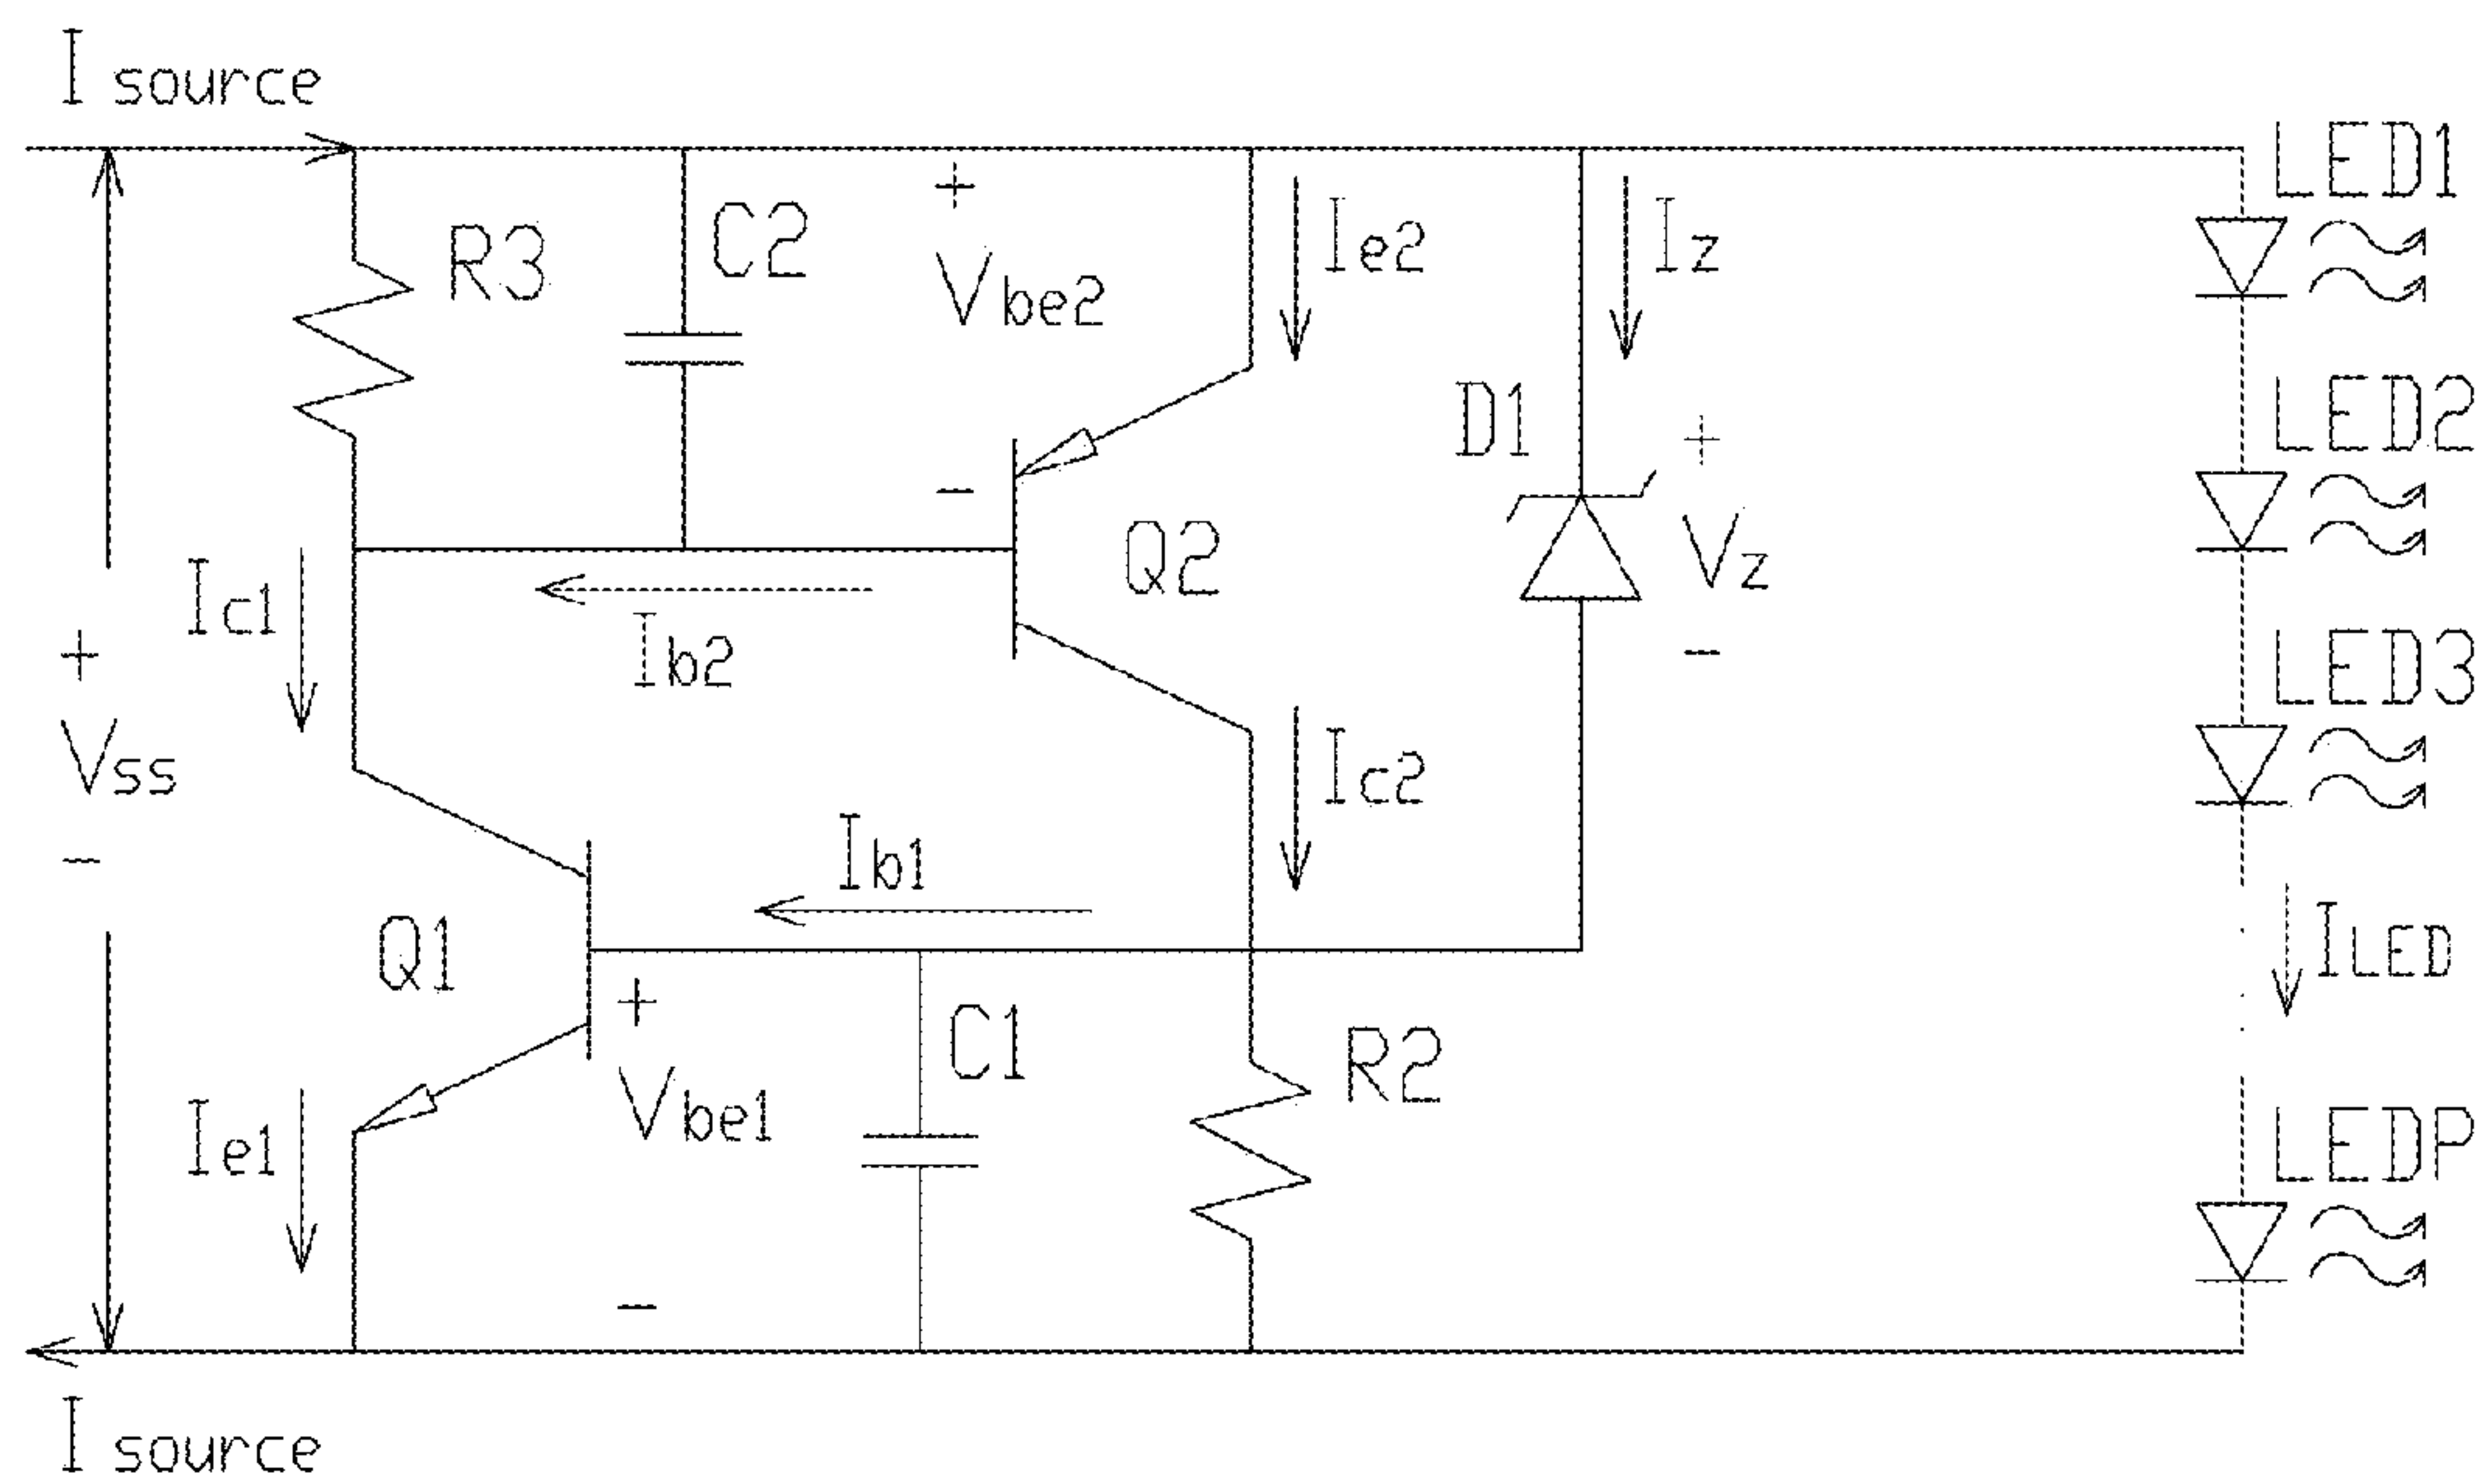 I source
R3
C2
+
Vbe2
-
Ie2
Iz
LED1
D1
+
Vz
-
LED2
Q2
Ic1
Ib2
+
Vss
-
LED3
Ic2
Ib1
Q1
+
Vbe1
-
C1
R2
ILED
Ie1
LEDP
I source